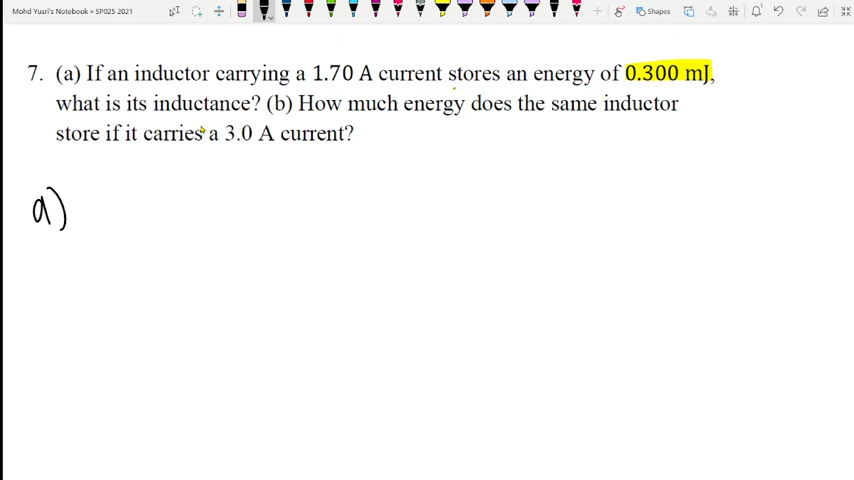 Mohd Yusri's Notebook » SP025 2021
Shapes
7. (a) If an inductor carrying a 1.70 A current stores an energy of 0.300 mJ,
what is its inductance? (b) How much energy does the same inductor
store if it carries a 3.0 A current?
a)